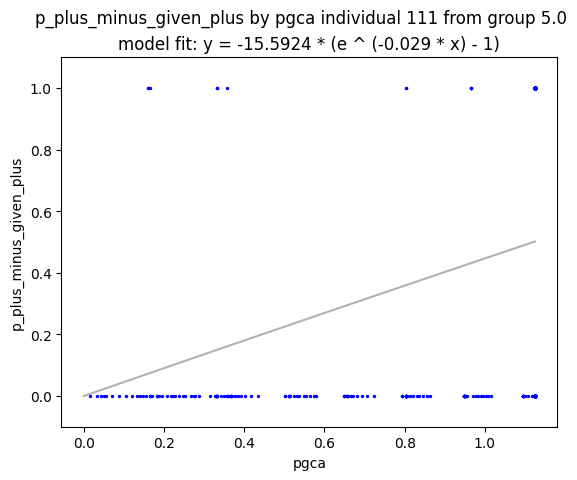 p_plus_minus_given_plus by pgca individual 111 from group 5.0
model fit: y = -15.5924 * (e ^ (-0.029 * x) - 1)
1.0
0.8
0.6
0.4
0.2
0.0
p_plus_minus_given_plus
0.0 0.2 0.4 0.6 0.8 1.0
pgca